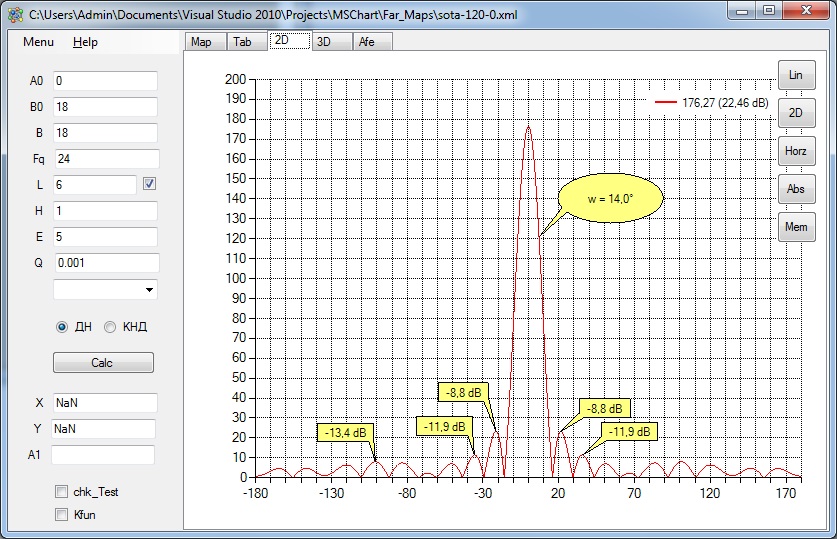 C:\Users\Admin\Documents\Visual Studio 2010\Projects\MSChart\Far_Maps\sota-120-0.xml
Menu Help
Map Tab 2D 3D Afe
A0 0
B0 18
B 18
Fq 24
L 6
H 1
E 5
Q 0.001
ДН КНД
Calc
X NaN
Y NaN
A1
chk_Test
Kfun
200
190
180
170
160
150
140
130
120
110
100
90
80
70
60
50
40
30
20
10
0
176,27 (22,46 dB)
w = 14,0°
-8,8 dB
-11,9 dB
-13,4 dB
-8,8 dB
-11,9 dB
-180 -130 -80 -30 20 70 120 170
Lin
2D
Horz
Abs
Mem